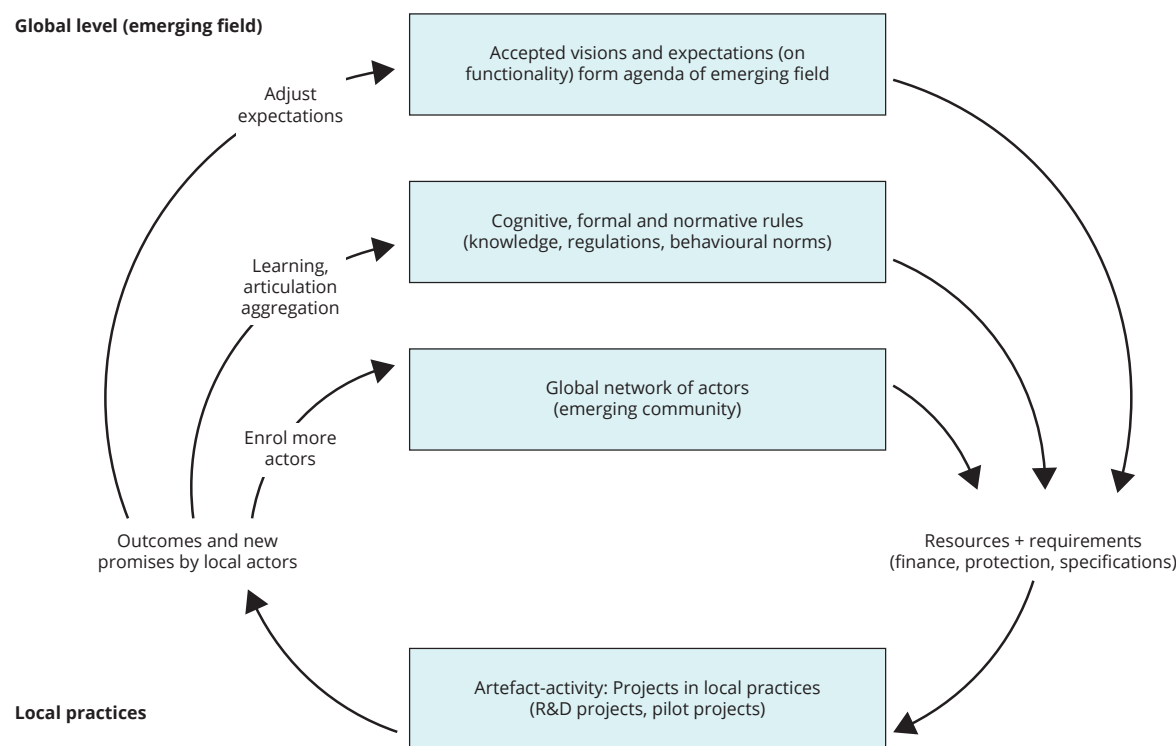 Global level (emerging field)
Accepted visions and expectations (on
functionality) form agenda of emerging field
Adjust
expectations
Cognitive, formal and normative rules
(knowledge, regulations, behavioural norms)
Learning,
articulation
aggregation
Global network of actors
(emerging community)
Enrol more
actors
Outcomes and new
promises by local actors
Resources + requirements
(finance, protection, specifications)
Artefact-activity: Projects in local practices
(R&D projects, pilot projects)
Local practices